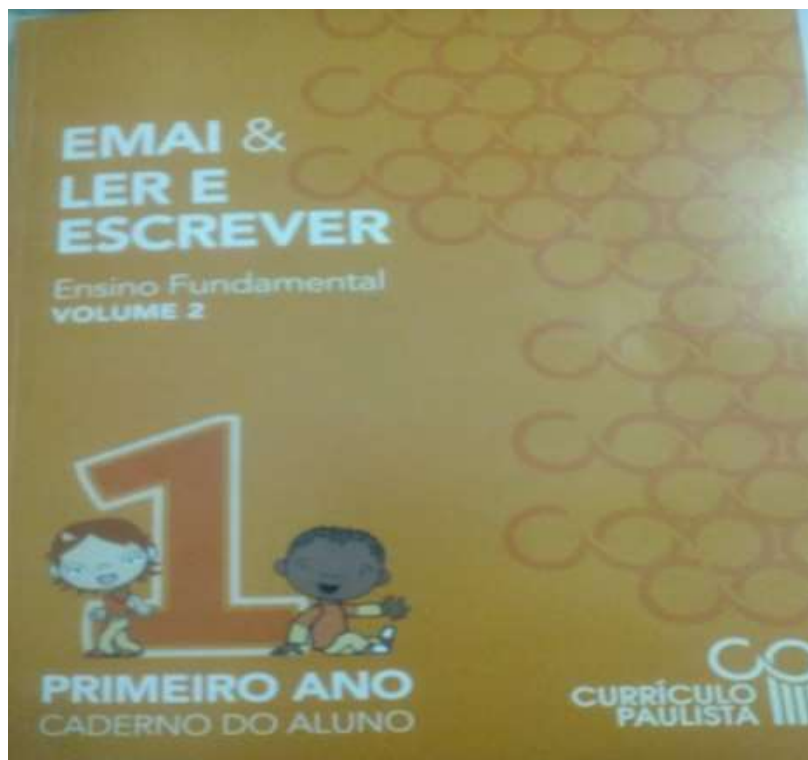 EMAI &
LER E
ESCREVER
Ensino Fundamental
VOLUME 2
1
PRIMEIRO ANO
CADERNO DO ALUNO
CURRÍCULO
PAULISTA